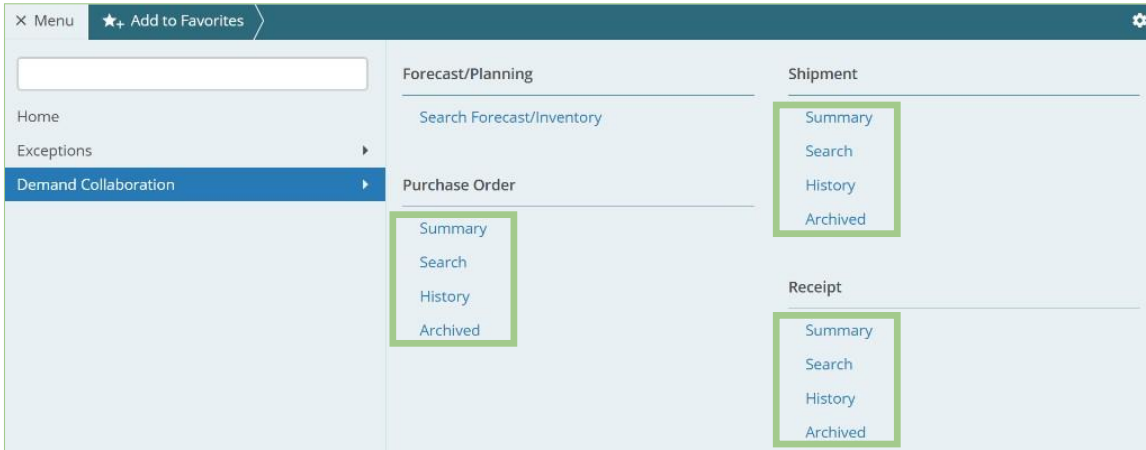 × Menu
Add to Favorites
Home
Exceptions
Demand Collaboration
Forecast/Planning
Search Forecast/Inventory
Purchase Order
Summary
Search
History
Archived
Shipment
Summary
Search
History
Archived
Receipt
Summary
Search
History
Archived